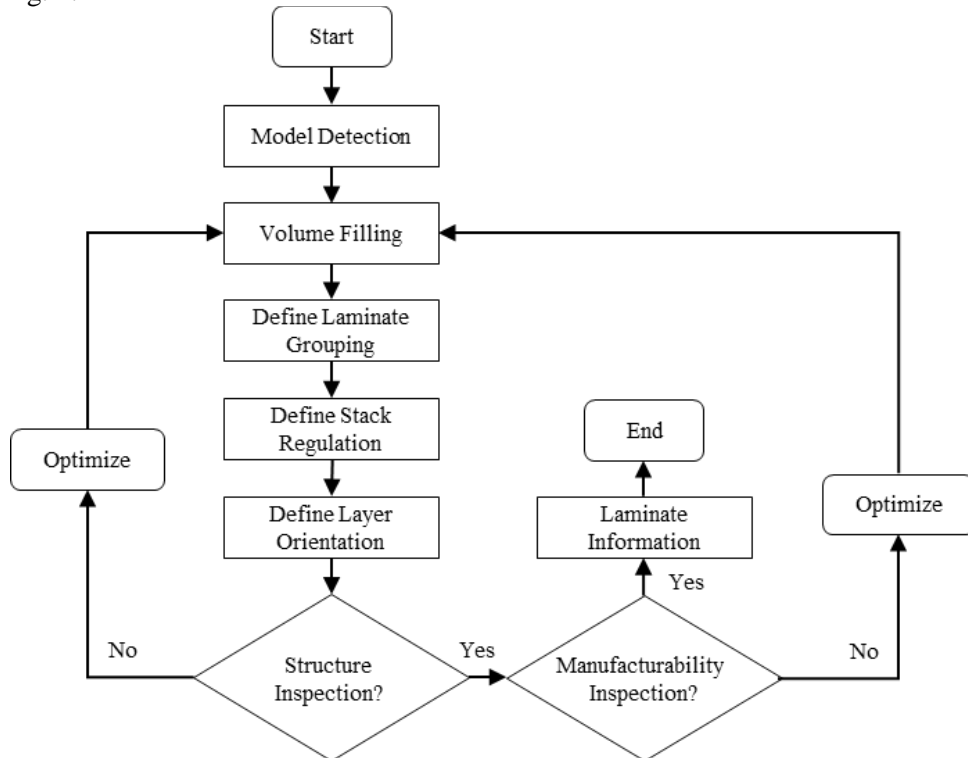 Start
Model Detection
Volume Filling
Define Laminate
Grouping
Define Stack
Regulation
Define Layer
Orientation
Structure
Inspection?
No
Optimize
Yes
Manufacturability
Inspection?
Yes
Laminate
Information
End
No
Optimize